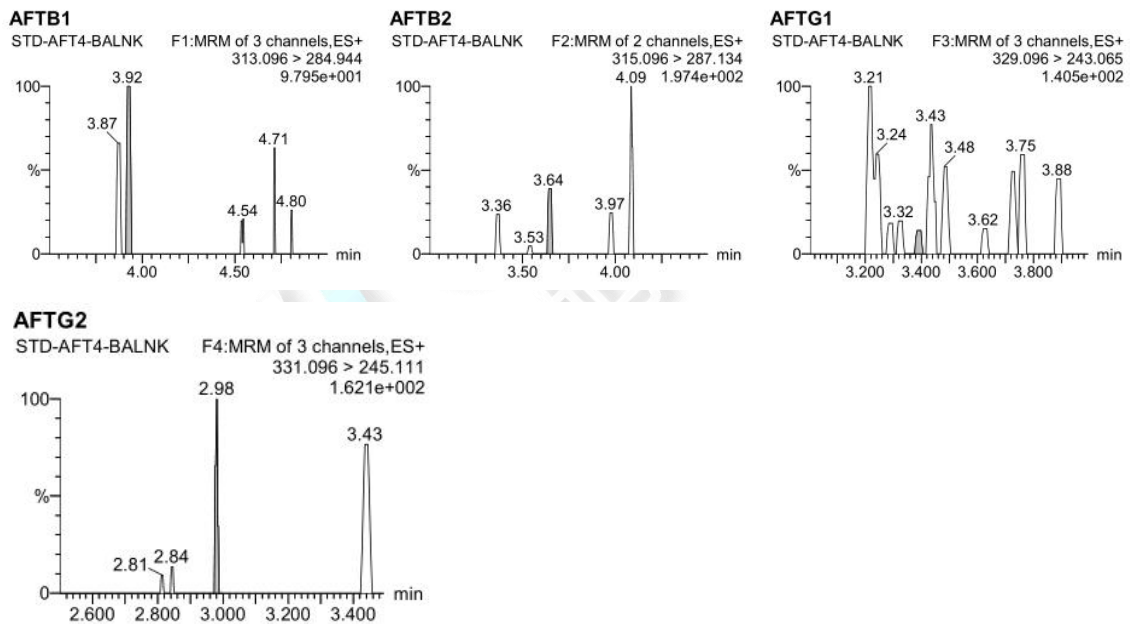 AFTB1
STD-AFT4-BALNK F1:MRM of 3 channels,ES+
313.096 > 284.944
9.795e+001
3.92
100
3.87
4.71
%
4.54
4.80
0
min
4.00 4.50
AFTB2
STD-AFT4-BALNK F2:MRM of 2 channels,ES+
315.096 > 287.134
4.09 1.974e+002
100
%
3.64
3.36
3.97
3.53
0
min
3.50 4.00
AFTG1
STD-AFT4-BALNK F3:MRM of 3 channels,ES+
329.096 > 243.065
1.405e+002
3.21
100
3.43
3.24
3.48
3.75
%
3.88
3.32
3.62
0
min
3.200 3.400 3.600 3.800
AFTG2
STD-AFT4-BALNK F4:MRM of 3 channels,ES+
331.096 > 245.111
1.621e+002
2.98
100
3.43
%
2.81 2.84
0
min
2.600 2.800 3.000 3.200 3.400